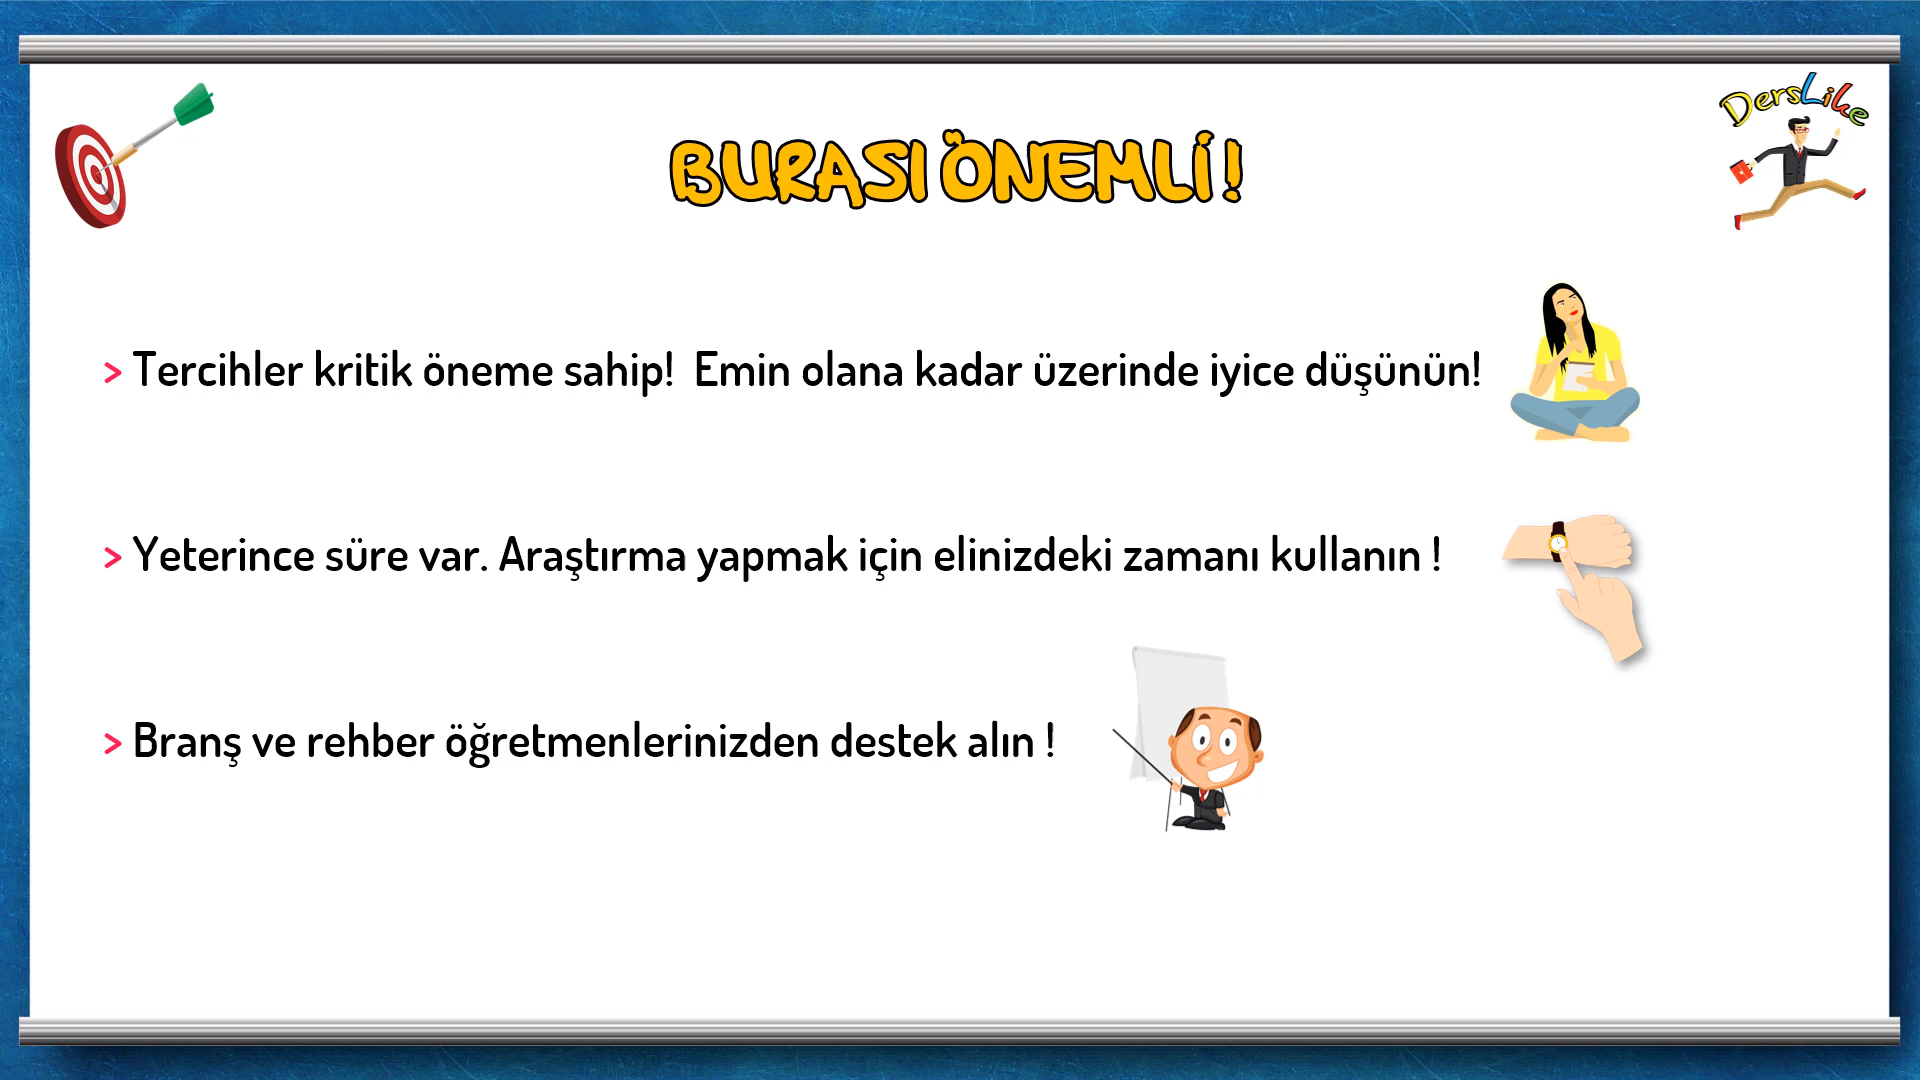 DersLike
BURASI ÖNEMLİ !
> Tercihler kritik öneme sahip! Emin olana kadar üzerinde iyice düşünün!
> Yeterince süre var. Araştırma yapmak için elinizdeki zamanı kullanın !
> Branş ve rehber öğretmenlerinizden destek alın !